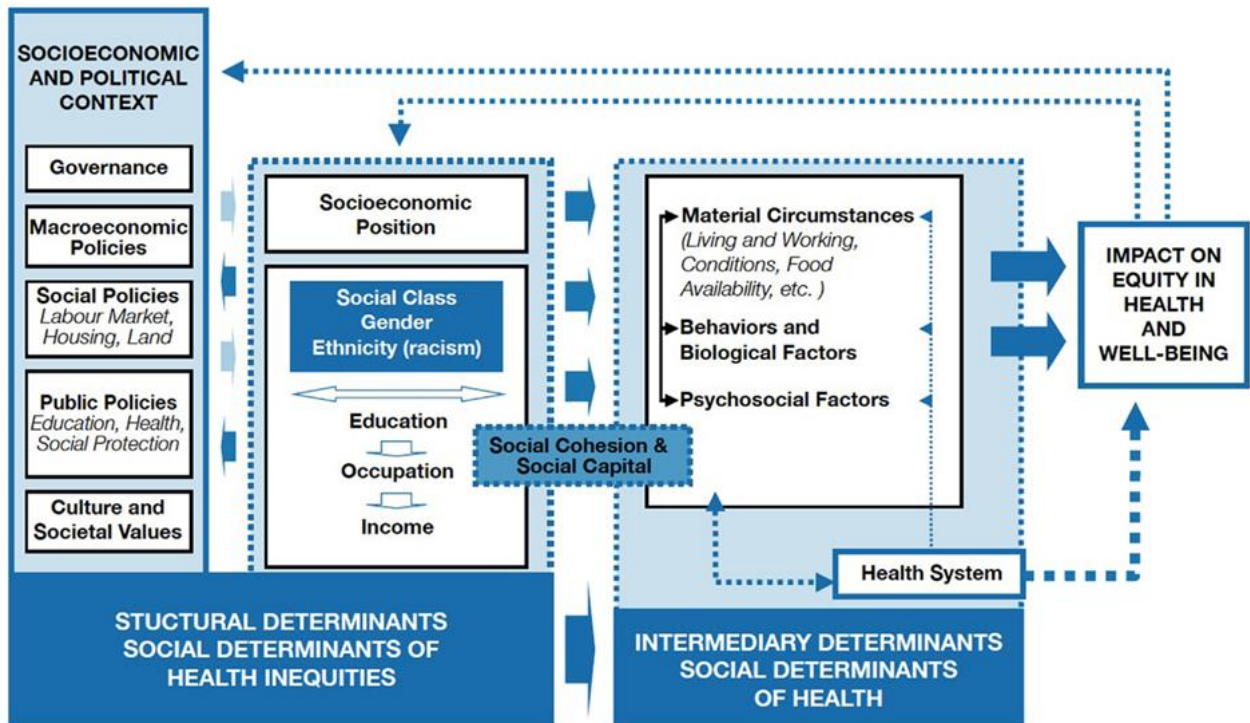 SOCIOECONOMIC
AND POLITICAL
CONTEXT
Governance
Macroeconomic
Policies
Social Policies
Labour Market,
Housing, Land
Public Policies
Education, Health,
Social Protection
Culture and
Societal Values
Socioeconomic
Position
Social Class
Gender
Ethnicity (racism)
Education
Occupation
Income
Social Cohesion &
Social Capital
Material Circumstances
(Living and Working,
Conditions, Food
Availability, etc. )
Behaviors and
Biological Factors
Psychosocial Factors
Health System
IMPACT ON
EQUITY IN
HEALTH
AND
WELL-BEING
STUCTURAL DETERMINANTS
SOCIAL DETERMINANTS OF
HEALTH INEQUITIES
INTERMEDIARY DETERMINANTS
SOCIAL DETERMINANTS
OF HEALTH